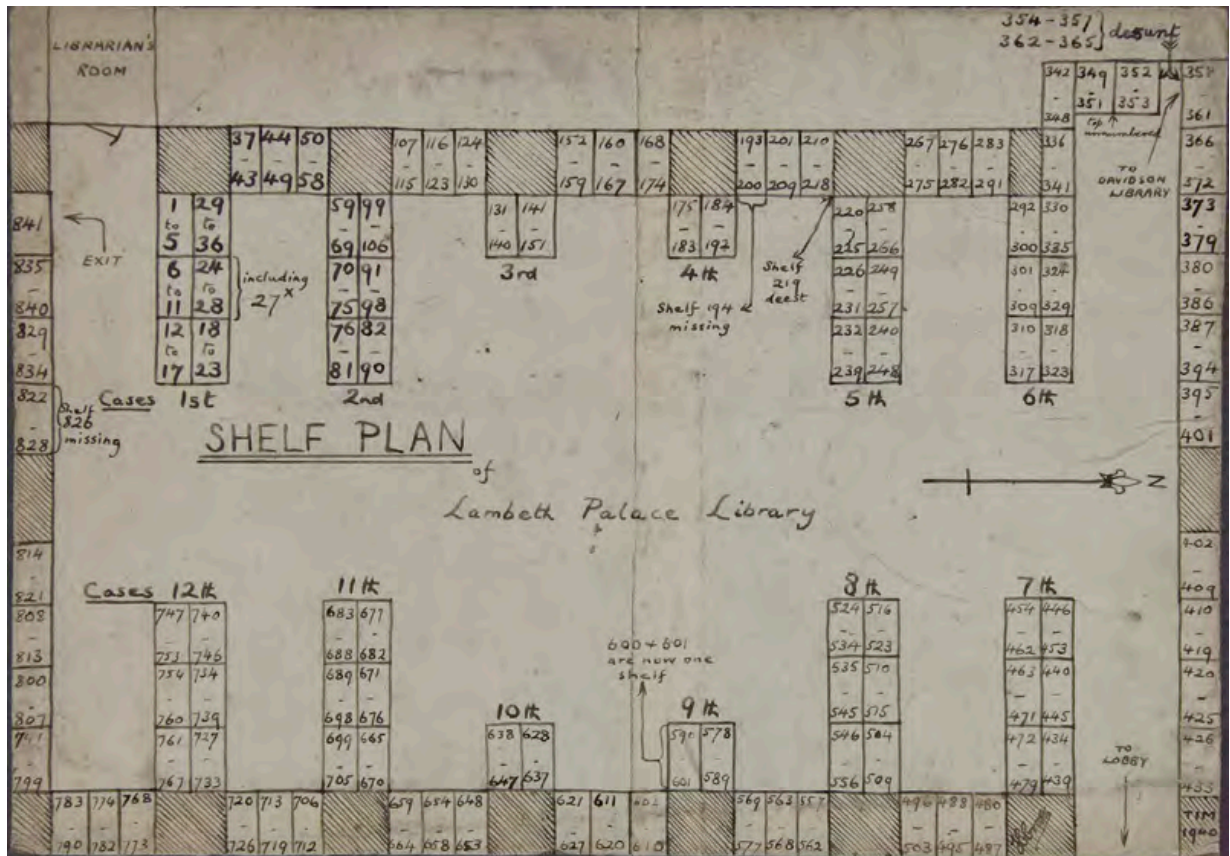 354-357 } desunt
362-365
LIBRARIAN'S
ROOM
342 349 352 358
- - - -
348 351 353 361
top
unnumbered
37 44 50 107 116 124 152 160 168 193 201 210 267 276 283 336 366
- - - - - - - - - - - - - - - - -
43 49 58 115 123 130 159 167 174 200 209 218 275 282 291 341 372
TO
DAVIDSON
LIBRARY
841
EXIT
1 29 59 99 131 141 175 184 220 258 292 330 373
to to - - - - - - - - - - -
5 36 69 106 140 151 183 192 225 266 300 335 379
3rd 4th
835 6 24 70 91 226 249 301 324 380
- to to - - - - - - -
840 11 28 75 98 231 257 309 329 386
including
27x
Shelf 194
missing
Shelf
219
deest
829 12 18 76 82 232 240 310 318 387
- to to - - - - - - -
834 17 23 81 90 239 248 317 323 394
Cases 1st 2nd 5th 6th
822 395
- -
828 401
Shelf
826
missing
SHELF PLAN
of
Lambeth Palace Library
N
814 402
- -
821 409
Cases 12th 11th 8th 7th
808 747 740 683 677 524 516 454 446 410
- - - - - - - - - -
813 753 746 688 682 534 523 462 453 419
600 + 601
are now one
shelf
800 754 734 689 671 535 510 463 440 420
- - - - - - - - - -
807 760 739 698 676 545 515 471 445 425
10th 9th
791 761 727 699 665 638 628 590 578 546 504 472 434 426
- - - - - - - - - - - - - -
799 767 733 705 670 647 637 601 589 556 509 479 439 433
TO
LOBBY
783 774 768 720 713 706 659 654 648 621 611 602 569 563 557 496 488 480
- - - - - - - - - - - - - - - - - -
790 782 773 726 719 712 664 658 653 627 620 610 577 568 562 503 495 487
TSM
1940